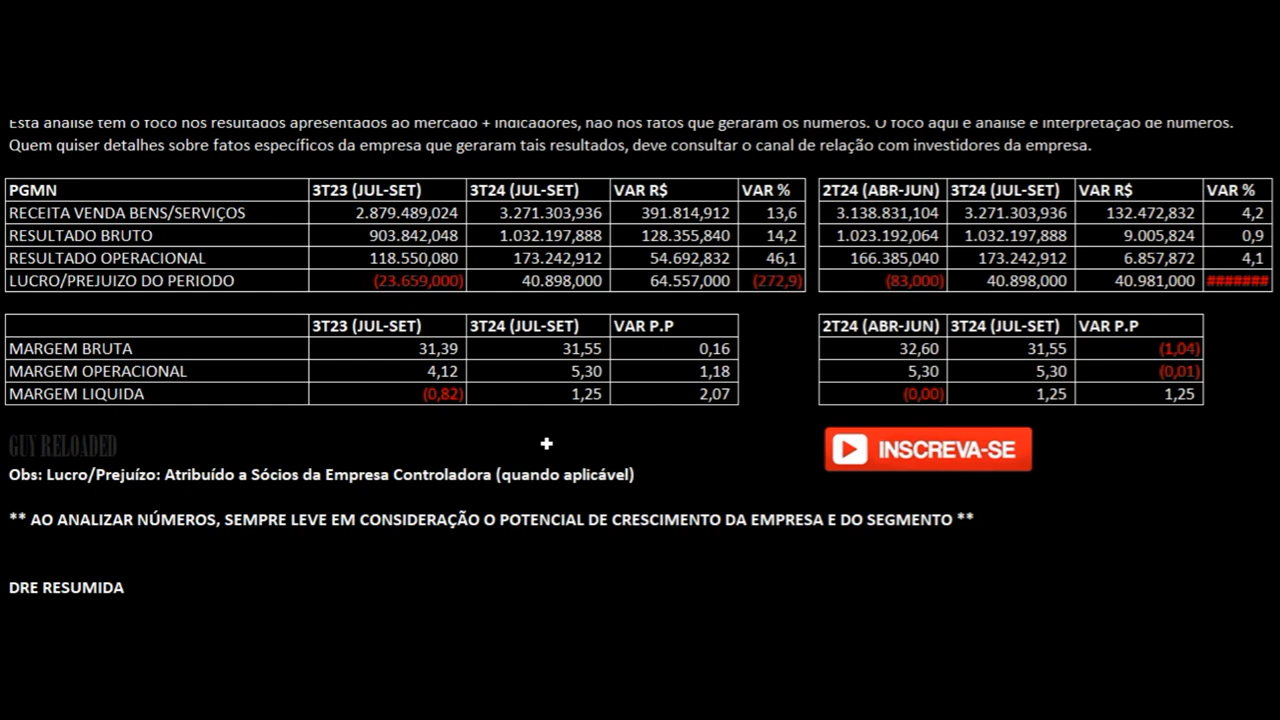 Esta análise tem o foco nos resultados apresentados ao mercado + indicadores, não nos fatos que geraram os números. O foco aqui é análise e interpretação de números.
Quem quiser detalhes sobre fatos específicos da empresa que geraram tais resultados, deve consultar o canal de relação com investidores da empresa.
PGMN 3T23 (JUL-SET) 3T24 (JUL-SET) VAR R$ VAR % 2T24 (ABR-JUN) 3T24 (JUL-SET) VAR R$ VAR %
RECEITA VENDA BENS/SERVIÇOS 2.879.489,024 3.271.303,936 391.814,912 13,6 3.138.831,104 3.271.303,936 132.472,832 4,2
RESULTADO BRUTO 903.842,048 1.032.197,888 128.355,840 14,2 1.023.192,064 1.032.197,888 9.005,824 0,9
RESULTADO OPERACIONAL 118.550,080 173.242,912 54.692,832 46,1 166.385,040 173.242,912 6.857,872 4,1
LUCRO/PREJUIZO DO PERIODO (23.659,000) 40.898,000 64.557,000 (272,9) (83,000) 40.898,000 40.981,000 #######
3T23 (JUL-SET) 3T24 (JUL-SET) VAR P.P 2T24 (ABR-JUN) 3T24 (JUL-SET) VAR P.P
MARGEM BRUTA 31,39 31,55 0,16 32,60 31,55 (1,04)
MARGEM OPERACIONAL 4,12 5,30 1,18 5,30 5,30 (0,01)
MARGEM LIQUIDA (0,82) 1,25 2,07 (0,00) 1,25 1,25
GUY RELOADED
INSCREVA-SE
Obs: Lucro/Prejuízo: Atribuído a Sócios da Empresa Controladora (quando aplicável)
** AO ANALIZAR NÚMEROS, SEMPRE LEVE EM CONSIDERAÇÃO O POTENCIAL DE CRESCIMENTO DA EMPRESA E DO SEGMENTO **
DRE RESUMIDA